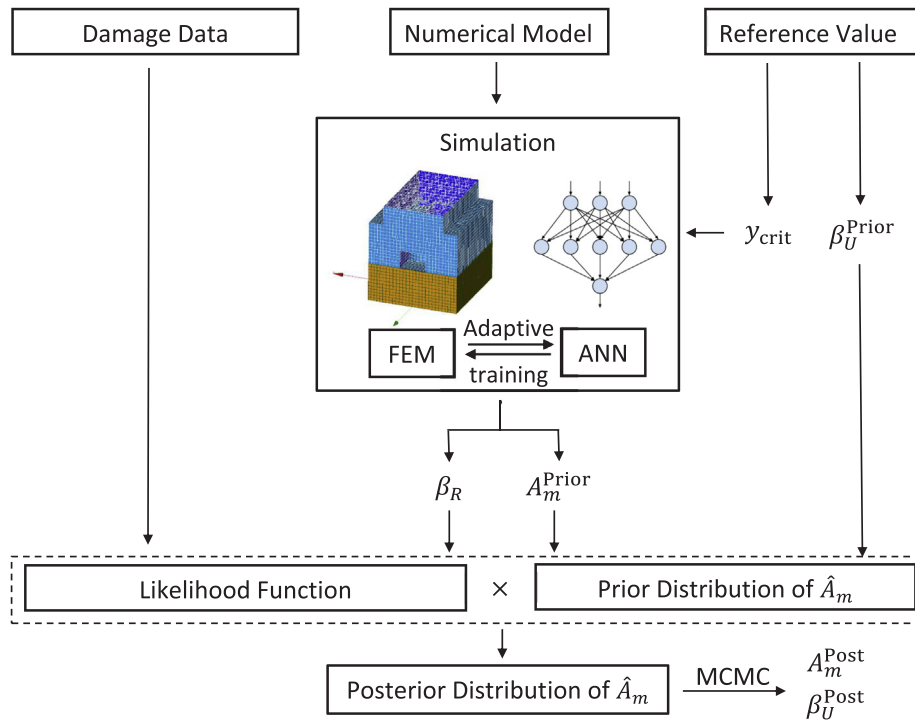 Damage Data
Numerical Model
Reference Value
Simulation
y_crit
β_U^Prior
Adaptive
FEM
ANN
training
β_R
A_m^Prior
Likelihood Function
×
Prior Distribution of Â_m
Posterior Distribution of Â_m
MCMC
A_m^Post
β_U^Post